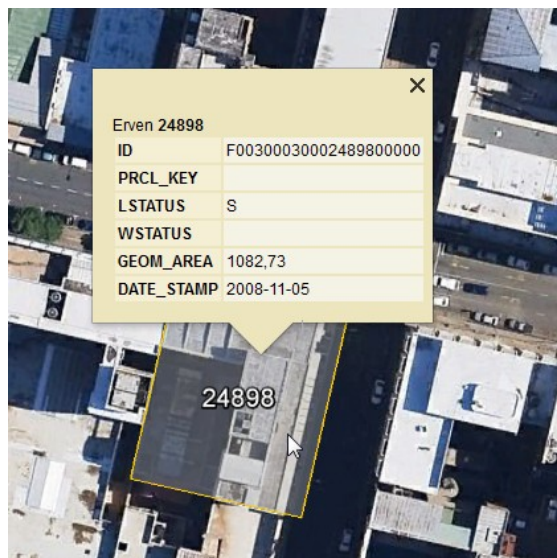 Erven 24898
ID F00300030002489800000
PRCL_KEY
LSTATUS S
WSTATUS
GEOM_AREA 1082,73
DATE_STAMP 2008-11-05
24898